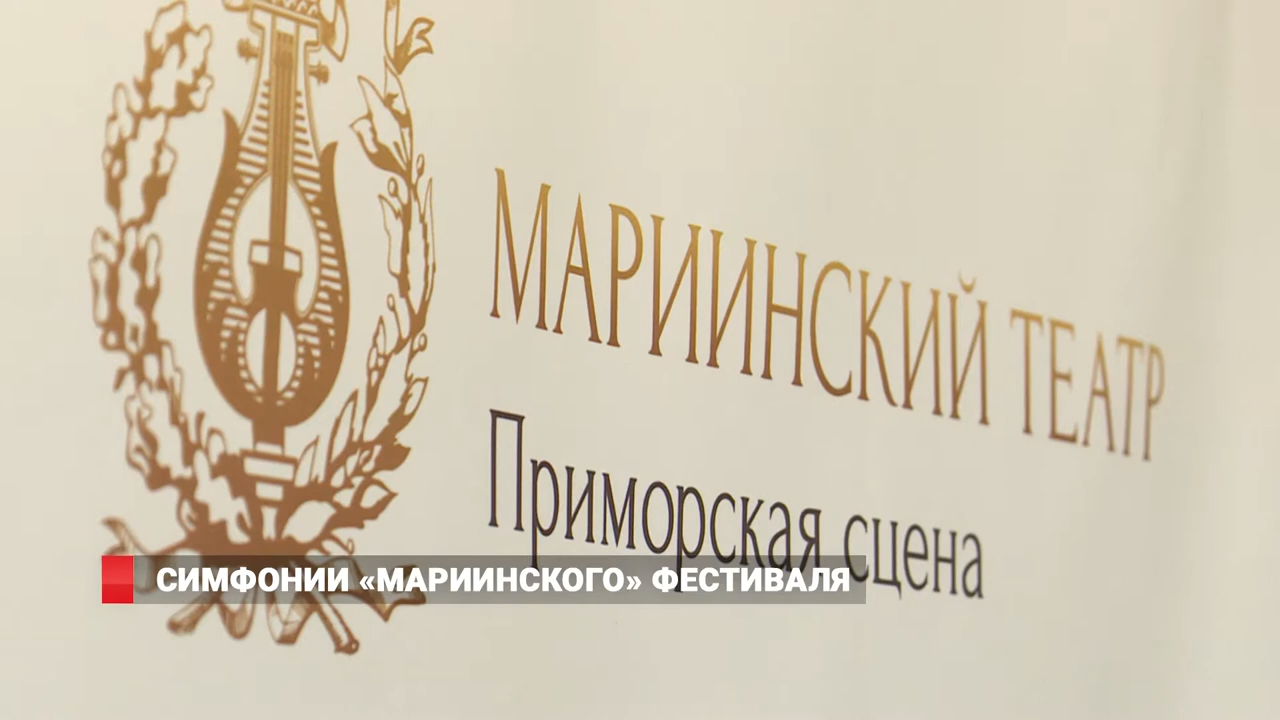 МАРИИНСКИЙ ТЕАТР
Приморская сцена
СИМФОНИИ «МАРИИНСКОГО» ФЕСТИВАЛЯ